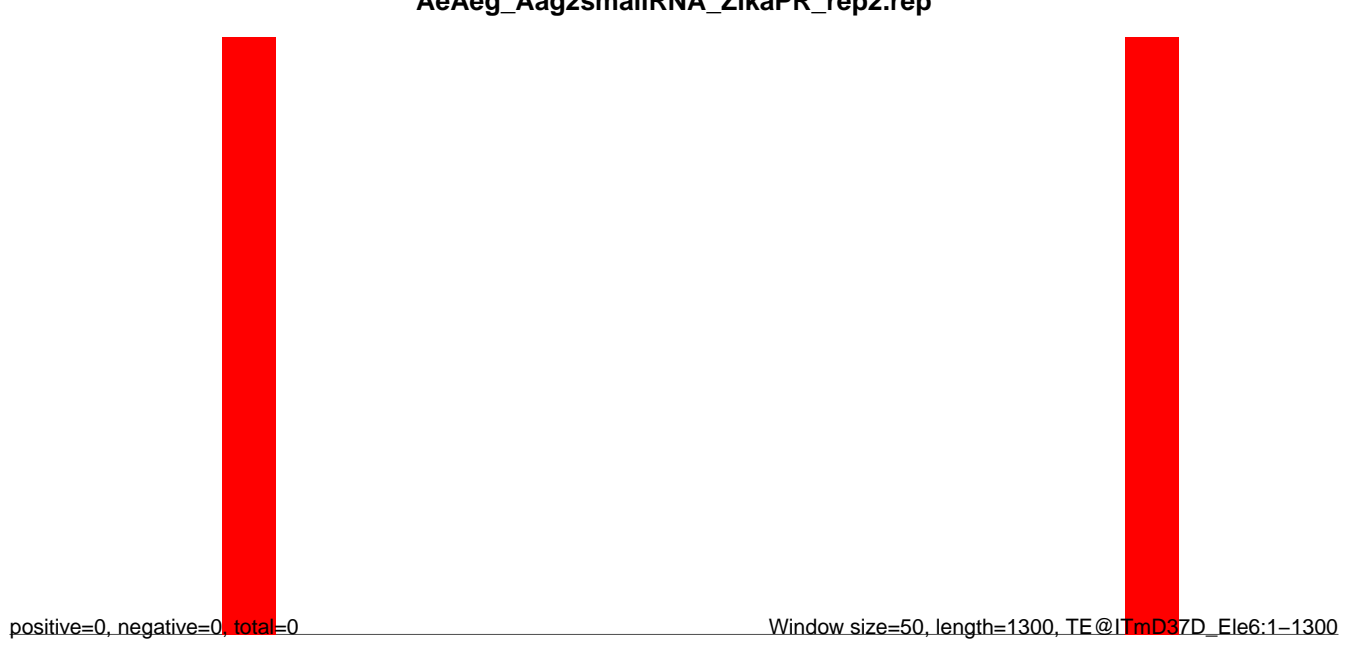 AeAeg_Aag2smallRNA_ZikaPR_rep2.rep
positive=0, negative=0, total=0
Window size=50, length=1300, TE@ITmD37D_Ele6:1−1300